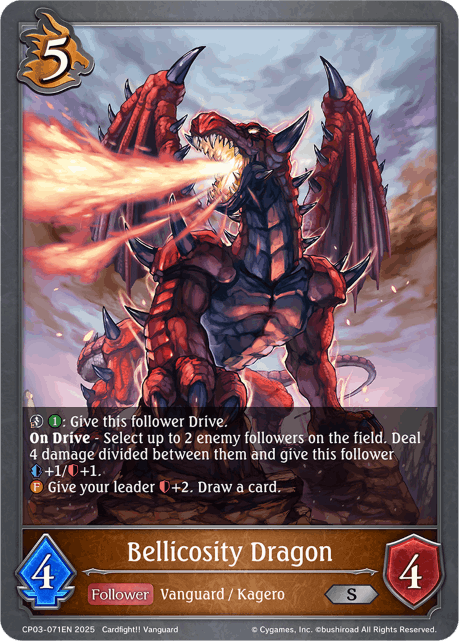 5
1 : Give this follower Drive.
On Drive - Select up to 2 enemy followers on the field. Deal
4 damage divided between them and give this follower
+1/ +1.
F Give your leader +2. Draw a card.
Bellicosity Dragon
4
Follower Vanguard / Kagero S
4
CP03-071EN 2025 Cardfight!! Vanguard © Cygames, Inc. ©bushiroad All Rights Reserved.